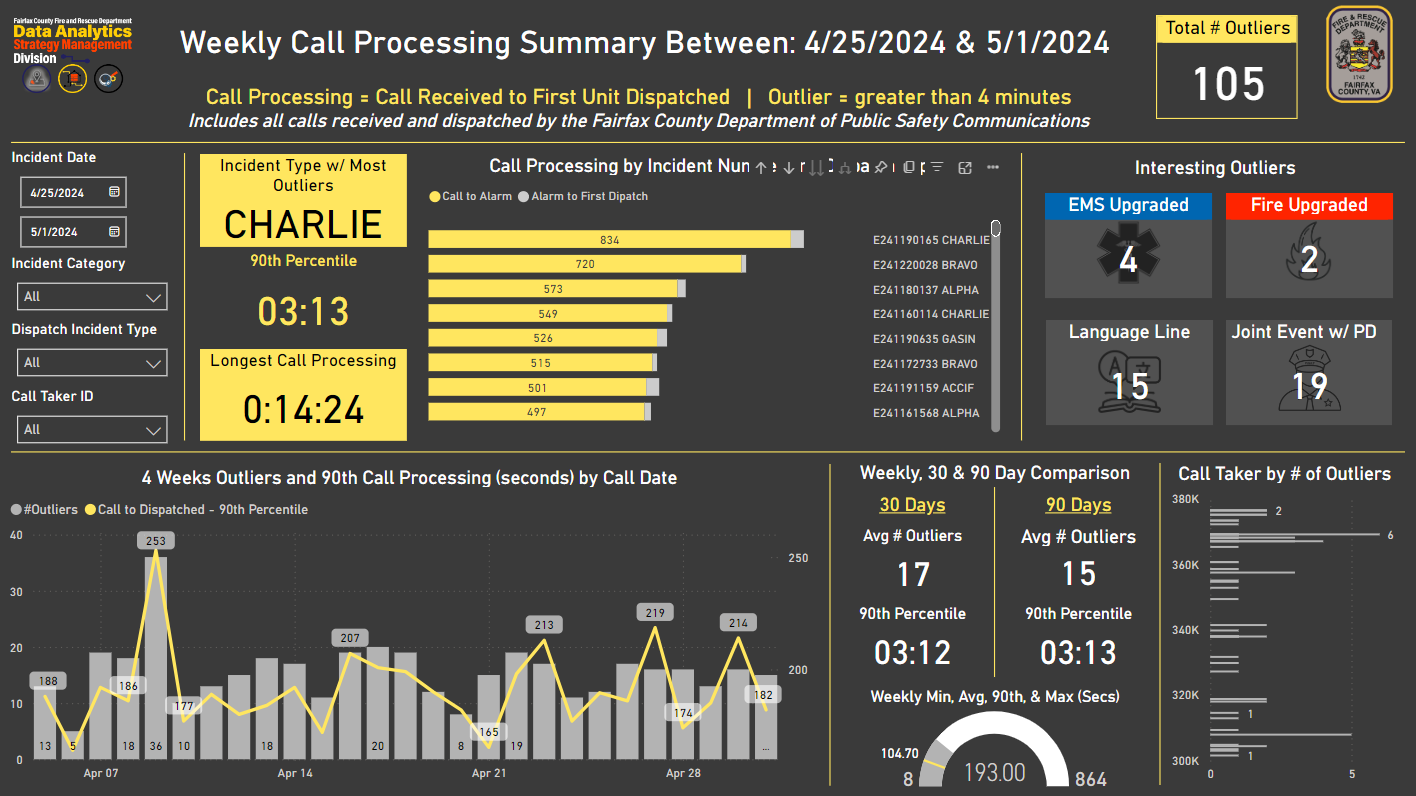 Fairfax County Fire and Rescue Department
Data Analytics
Strategy Management
Division
Weekly Call Processing Summary Between: 4/25/2024 & 5/1/2024
Call Processing = Call Received to First Unit Dispatched | Outlier = greater than 4 minutes
Includes all calls received and dispatched by the Fairfax County Department of Public Safety Communications
Total # Outliers
105
FIRE & RESCUE
DEPARTMENT
1742
FAIRFAX
COUNTY, VA
Incident Date
4/25/2024
5/1/2024
Incident Category
All
Dispatch Incident Type
All
Call Taker ID
All
Incident Type w/ Most
Outliers
CHARLIE
90th Percentile
03:13
Longest Call Processing
0:14:24
Call Processing by Incident
Call to Alarm Alarm to First Dipatch
834 E241190165 CHARLIE
720 E241220028 BRAVO
573 E241180137 ALPHA
549 E241160114 CHARLIE
526 E241190635 GASIN
515 E241172733 BRAVO
501 E241191159 ACCIF
497 E241161568 ALPHA
Interesting Outliers
EMS Upgraded
4
Fire Upgraded
2
Language Line
15
Joint Event w/ PD
19
4 Weeks Outliers and 90th Call Processing (seconds) by Call Date
#Outliers Call to Dispatched - 90th Percentile
40
30
20
10
0
250
200
188
186
253
177
207
165
213
219
174
214
182
13
5
18
36
10
18
20
8
19
...
Apr 07
Apr 14
Apr 21
Apr 28
Weekly, 30 & 90 Day Comparison
30 Days
Avg # Outliers
17
90th Percentile
03:12
90 Days
Avg # Outliers
15
90th Percentile
03:13
Weekly Min, Avg, 90th, & Max (Secs)
104.70
8
193.00
864
Call Taker by # of Outliers
380K
360K
340K
320K
300K
2
6
1
1
0
5